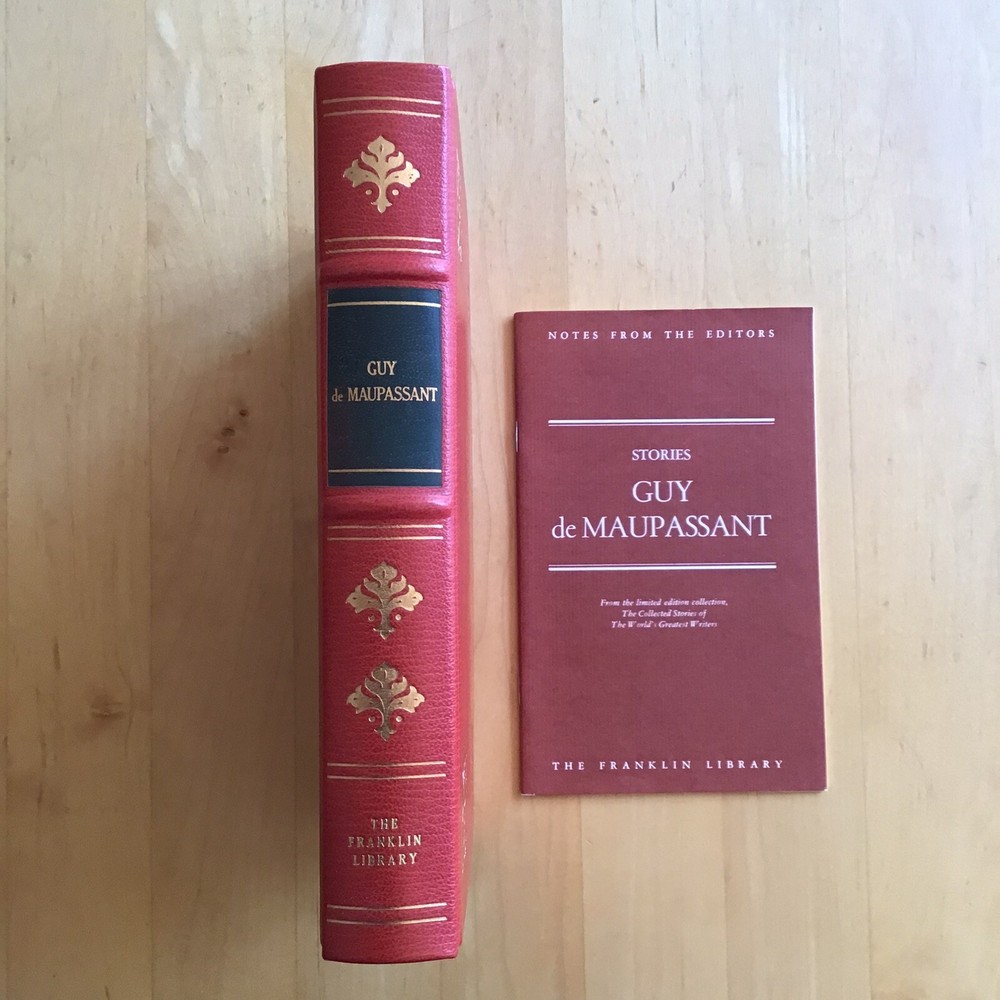 GUY
de MAUPASSANT
THE
FRANKLIN
LIBRARY
NOTES FROM THE EDITORS
STORIES
GUY
de MAUPASSANT
From the limited edition collection,
The Collected Stories of
The World's Greatest Writers
THE FRANKLIN LIBRARY